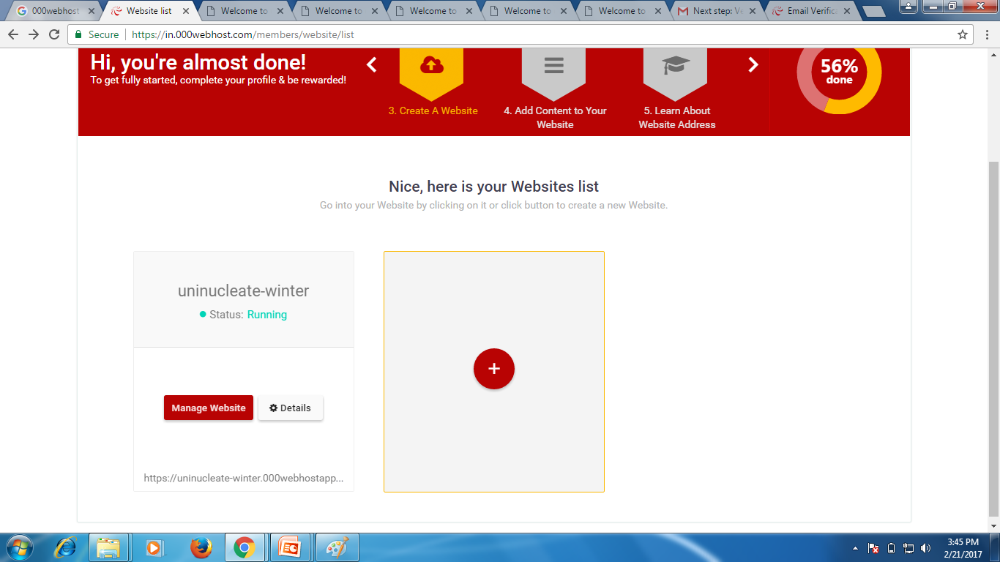 000webhost
Website list
Welcome to
Welcome to
Welcome to
Welcome to
Welcome to
Next step: Ve
Email Verifica
Secure
https://in.000webhost.com/members/website/list
Hi, you're almost done!
To get fully started, complete your profile & be rewarded!
3. Create A Website
4. Add Content to Your
Website
5. Learn About
Website Address
56%
done
Nice, here is your Websites list
Go into your Website by clicking on it or click button to create a new Website.
uninucleate-winter
Status: Running
Manage Website
Details
https://uninucleate-winter.000webhostapp...
3:45 PM
2/21/2017